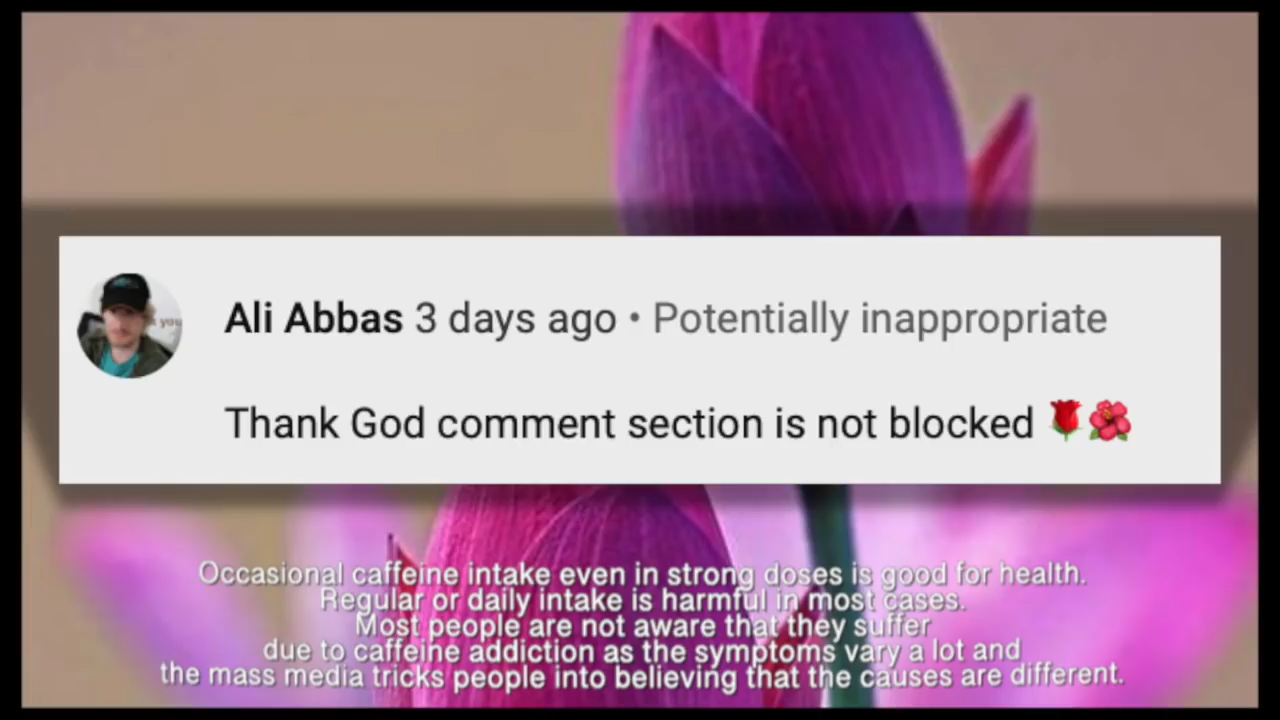 Ali Abbas 3 days ago • Potentially inappropriate
Thank God comment section is not blocked 🌹🌺
Occasional caffeine intake even in strong doses is good for health.
Regular or daily intake is harmful in most cases.
Most people are not aware that they suffer
due to caffeine addiction as the symptoms vary a lot and
the mass media tricks people into believing that the causes are different.